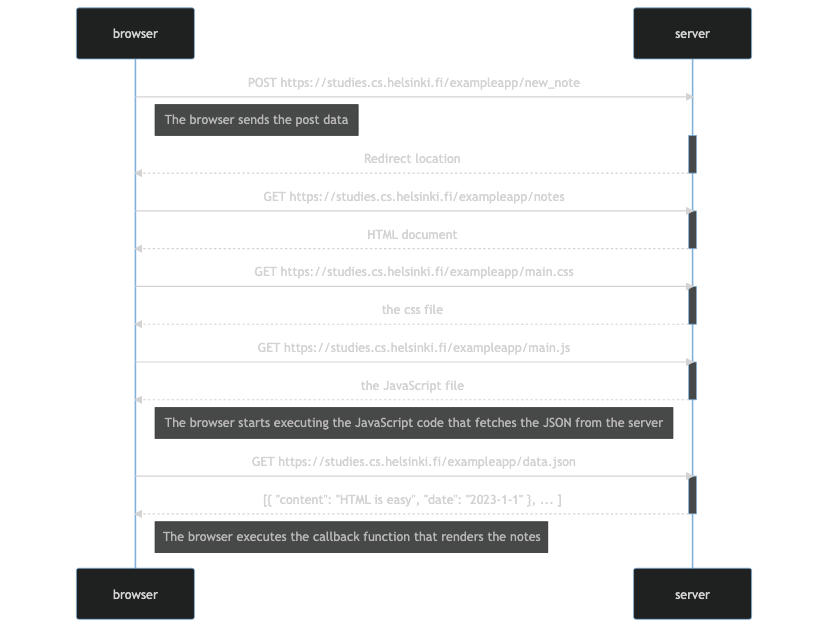 browser
server
POST https://studies.cs.helsinki.fi/exampleapp/new_note
The browser sends the post data
Redirect location
GET https://studies.cs.helsinki.fi/exampleapp/notes
HTML document
GET https://studies.cs.helsinki.fi/exampleapp/main.css
the css file
GET https://studies.cs.helsinki.fi/exampleapp/main.js
the JavaScript file
The browser starts executing the JavaScript code that fetches the JSON from the server
GET https://studies.cs.helsinki.fi/exampleapp/data.json
[{ "content": "HTML is easy", "date": "2023-1-1" }, ... ]
The browser executes the callback function that renders the notes
browser
server